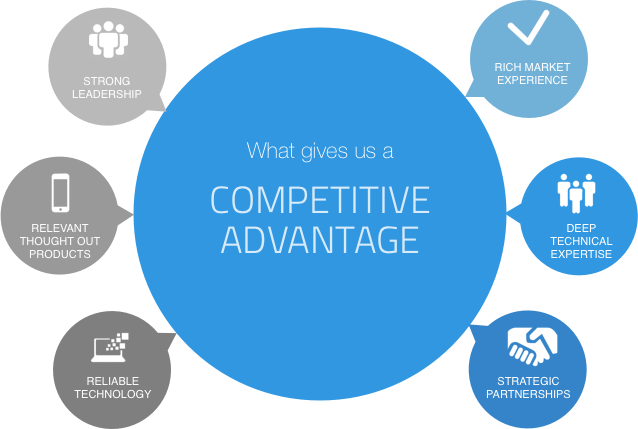 What gives us a
COMPETITIVE
ADVANTAGE
STRONG
LEADERSHIP
RELEVANT
THOUGHT OUT
PRODUCTS
RELIABLE
TECHNOLOGY
RICH MARKET
EXPERIENCE
DEEP
TECHNICAL
EXPERTISE
STRATEGIC
PARTNERSHIPS